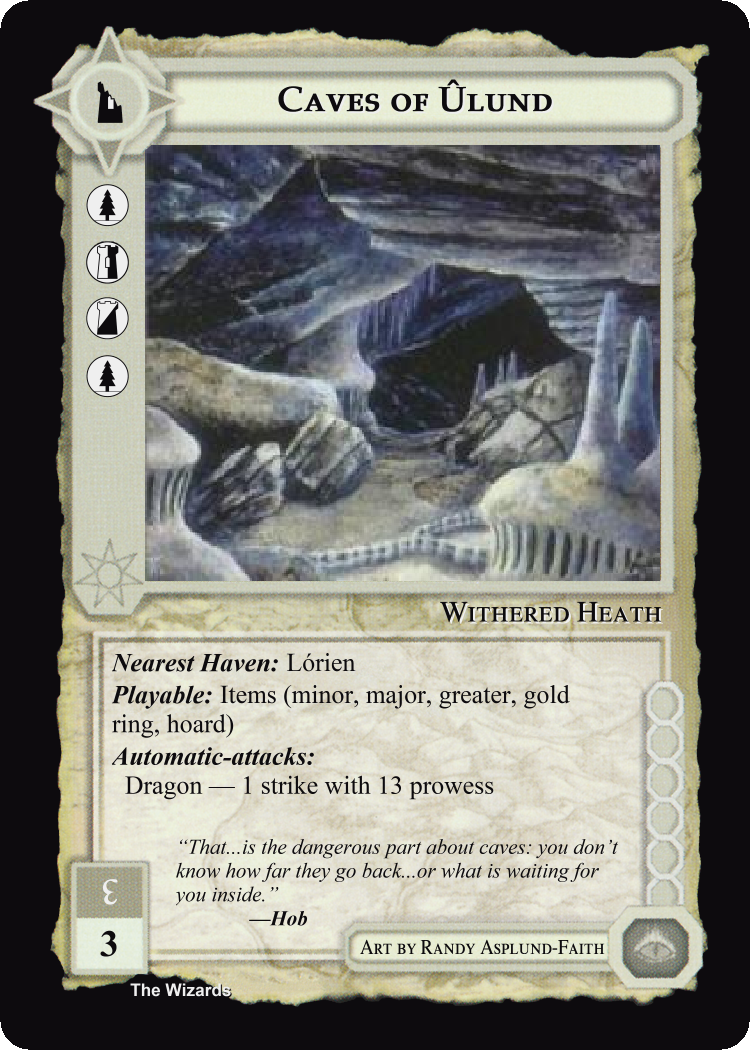 CAVES OF ÛLUND
WITHERED HEATH
Nearest Haven: Lórien
Playable: Items (minor, major, greater, gold
ring, hoard)
Automatic-attacks:
Dragon — 1 strike with 13 prowess
“That...is the dangerous part about caves: you don’t
know how far they go back...or what is waiting for
you inside.”
—Hob
3
3
ART BY RANDY ASPLUND-FAITH
The Wizards